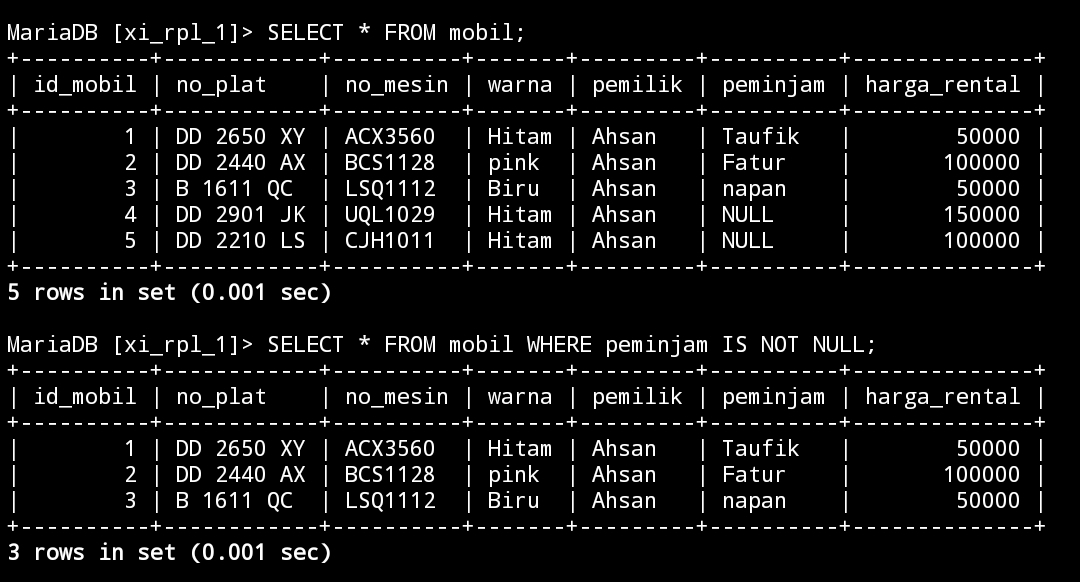 MariaDB [xi_rpl_1]> SELECT * FROM mobil;
+----------+------------+----------+-------+---------+----------+--------------+
| id_mobil | no_plat    | no_mesin | warna | pemilik | peminjam | harga_rental |
+----------+------------+----------+-------+---------+----------+--------------+
|        1 | DD 2650 XY | ACX3560  | Hitam | Ahsan   | Taufik   |        50000 |
|        2 | DD 2440 AX | BCS1128  | pink  | Ahsan   | Fatur    |       100000 |
|        3 | B 1611 QC  | LSQ1112  | Biru  | Ahsan   | napan    |        50000 |
|        4 | DD 2901 JK | UQL1029  | Hitam | Ahsan   | NULL     |       150000 |
|        5 | DD 2210 LS | CJH1011  | Hitam | Ahsan   | NULL     |       100000 |
+----------+------------+----------+-------+---------+----------+--------------+
5 rows in set (0.001 sec)
MariaDB [xi_rpl_1]> SELECT * FROM mobil WHERE peminjam IS NOT NULL;
+----------+------------+----------+-------+---------+----------+--------------+
| id_mobil | no_plat    | no_mesin | warna | pemilik | peminjam | harga_rental |
+----------+------------+----------+-------+---------+----------+--------------+
|        1 | DD 2650 XY | ACX3560  | Hitam | Ahsan   | Taufik   |        50000 |
|        2 | DD 2440 AX | BCS1128  | pink  | Ahsan   | Fatur    |       100000 |
|        3 | B 1611 QC  | LSQ1112  | Biru  | Ahsan   | napan    |        50000 |
+----------+------------+----------+-------+---------+----------+--------------+
3 rows in set (0.001 sec)